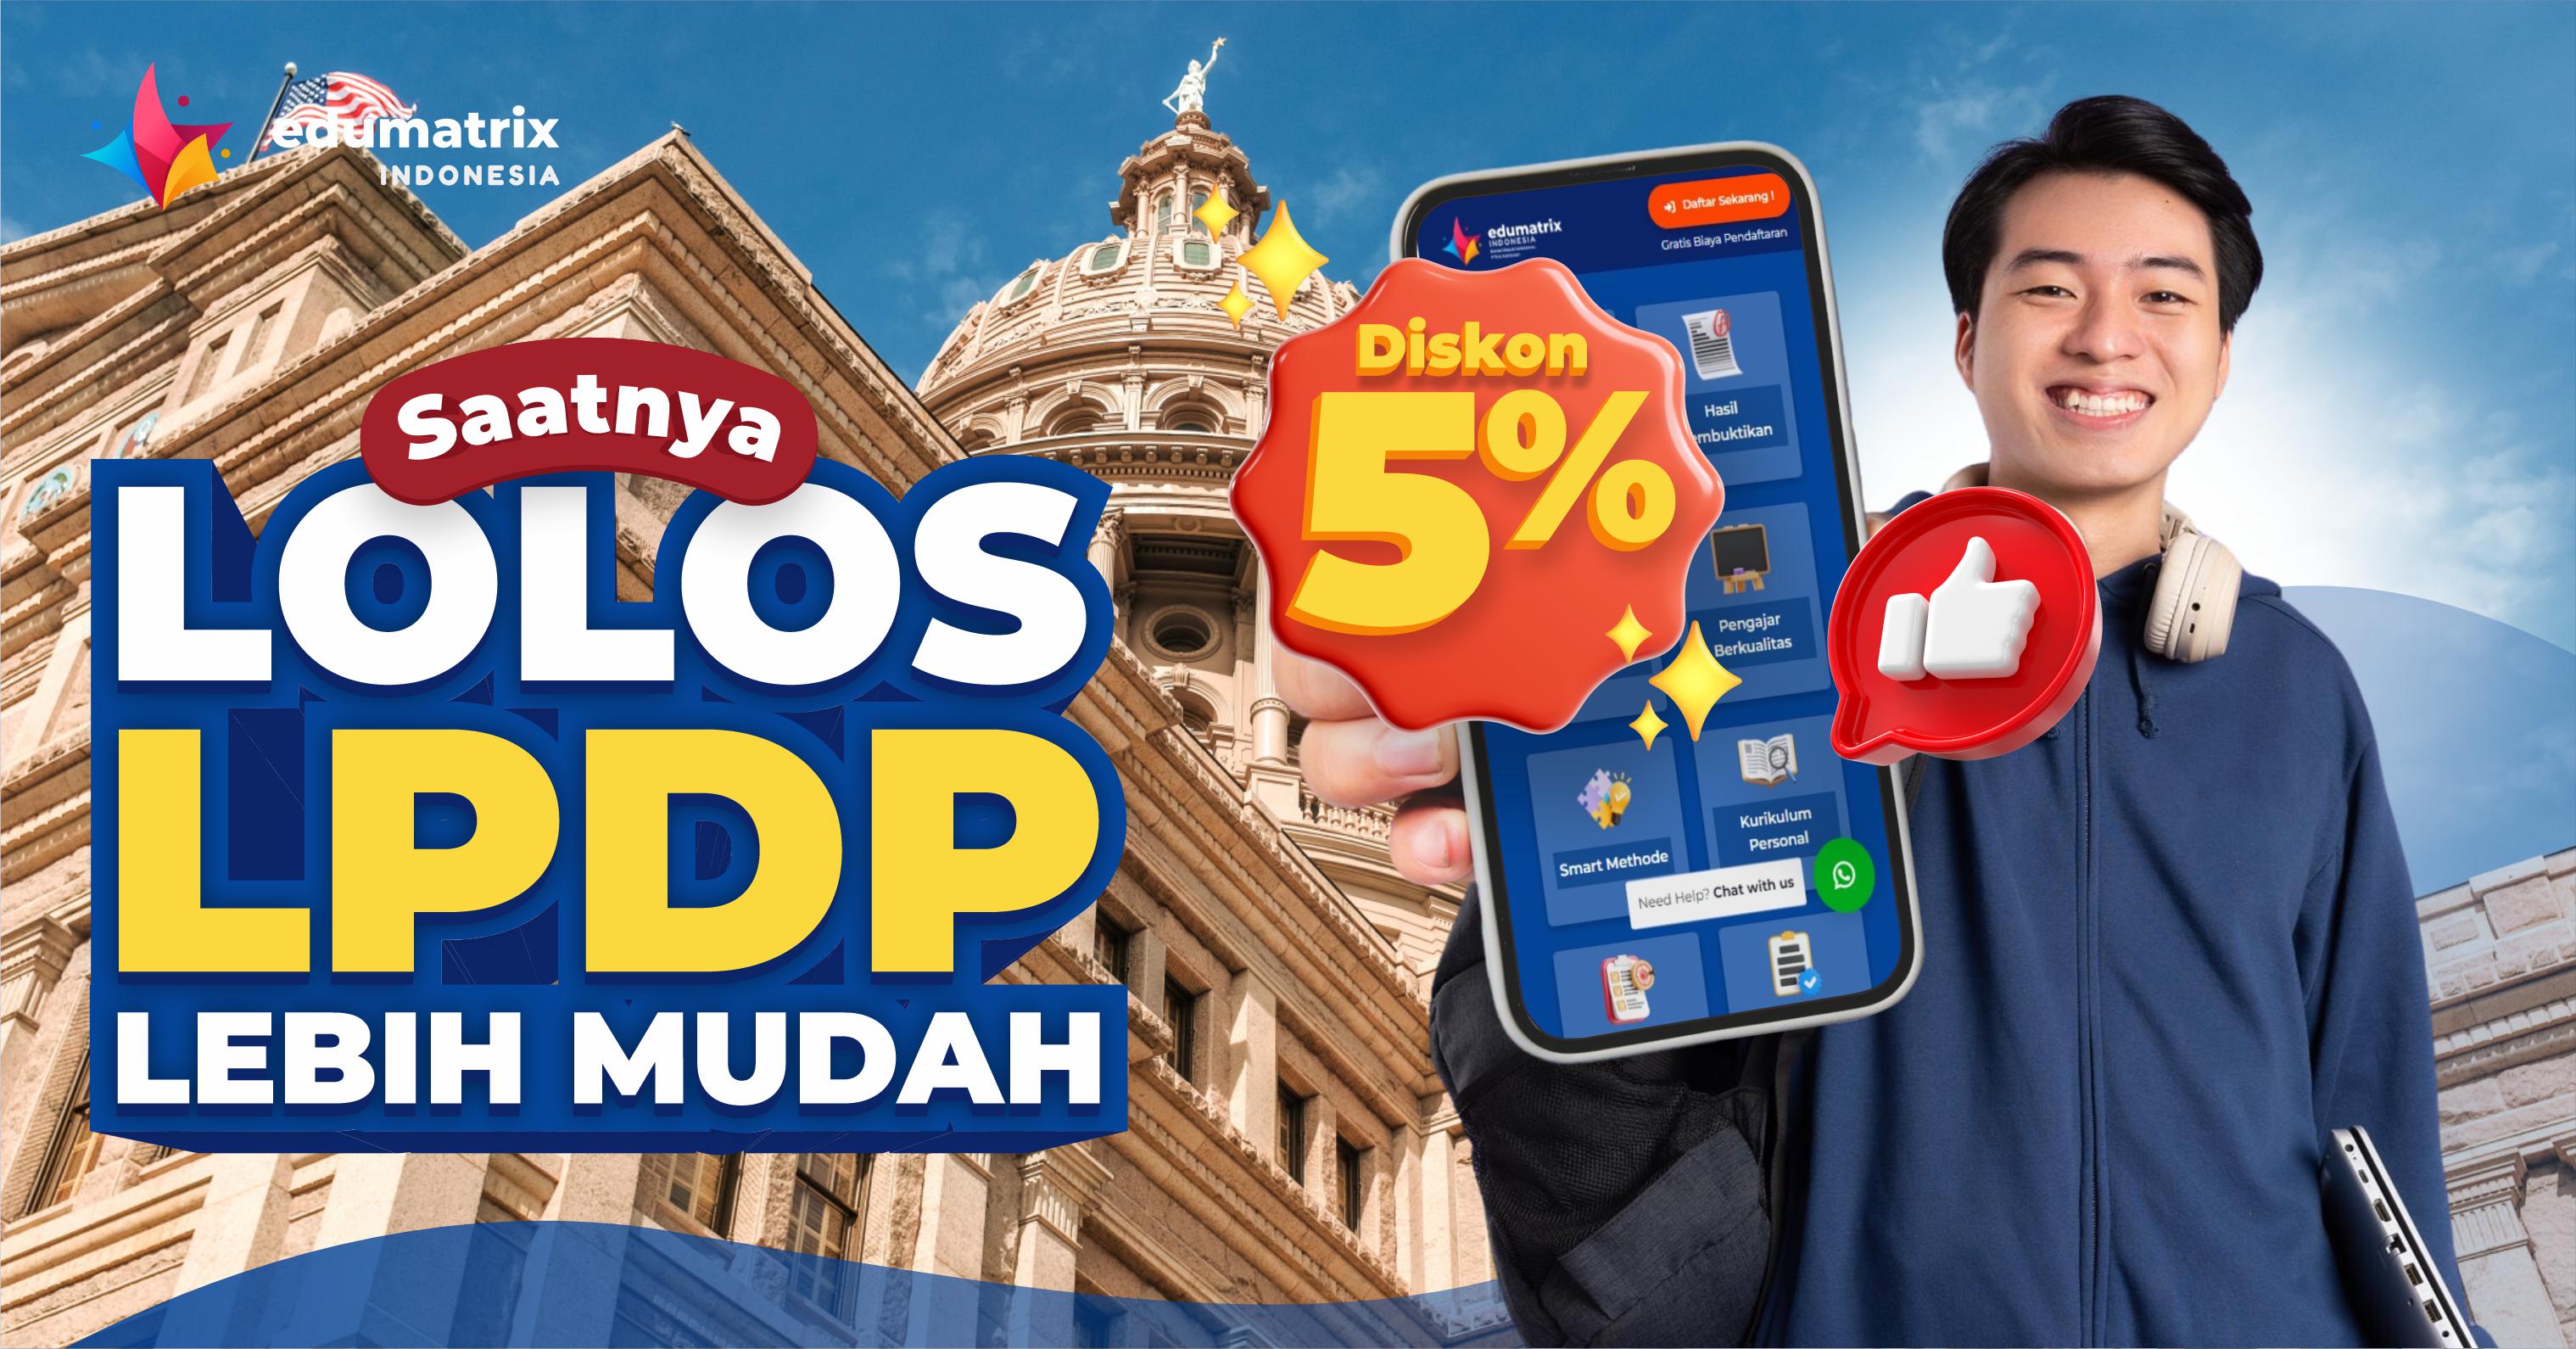 edumatrix
INDONESIA
Saatnya
LOLOS
LPDP
LEBIH MUDAH
Diskon
5%
edumatrix
INDONESIA
Daftar Sekarang !
Gratis Biaya Pendaftaran
Hasil
Pengajar
Berkualitas
Smart Methode
Kurikulum
Personal
Need Help? Chat with us